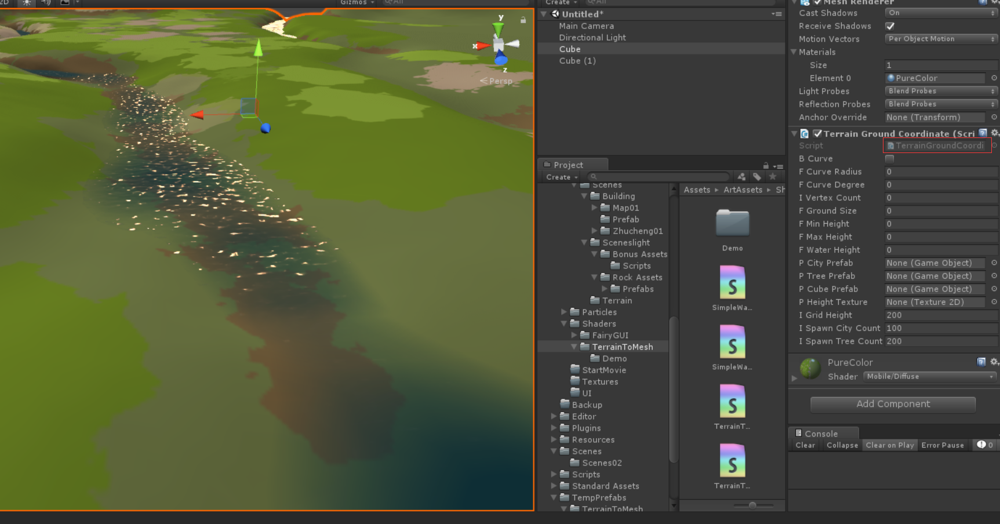 2D
Gizmos
All
y
x
z
Persp
Create
All
Untitled*
Main Camera
Directional Light
Cube
Cube (1)
Project
Create
Scenes
Building
Map01
Prefab
Zhucheng01
Sceneslight
Bonus Assets
Scripts
Rock Assets
Prefabs
Terrain
Particles
Shaders
FairyGUI
TerrainToMesh
Demo
StartMovie
Textures
UI
Backup
Editor
Plugins
Resources
Scenes
Scenes02
Scripts
Standard Assets
TempPrefabs
TerrainToMesh
Assets ▸ ArtAssets ▸ Sh
Demo
S
SimpleWa...
S
SimpleWa...
S
TerrainT...
S
TerrainT...
Mesh Renderer
Cast Shadows On
Receive Shadows
Motion Vectors Per Object Motion
Materials
Size 1
Element 0 PureColor
Light Probes Blend Probes
Reflection Probes Blend Probes
Anchor Override None (Transform)
Terrain Ground Coordinate (Scri
Script TerrainGroundCoordi
B Curve
F Curve Radius 0
F Curve Degree 0
I Vertex Count 0
F Ground Size 0
F Min Height 0
F Max Height 0
F Water Height 0
P City Prefab None (Game Object)
P Tree Prefab None (Game Object)
P Cube Prefab None (Game Object)
P Height Texture None (Texture 2D)
I Grid Height 200
I Spawn City Count 100
I Spawn Tree Count 200
PureColor
Shader Mobile/Diffuse
Add Component
Console
Clear Collapse Clear on Play Error Pause 0